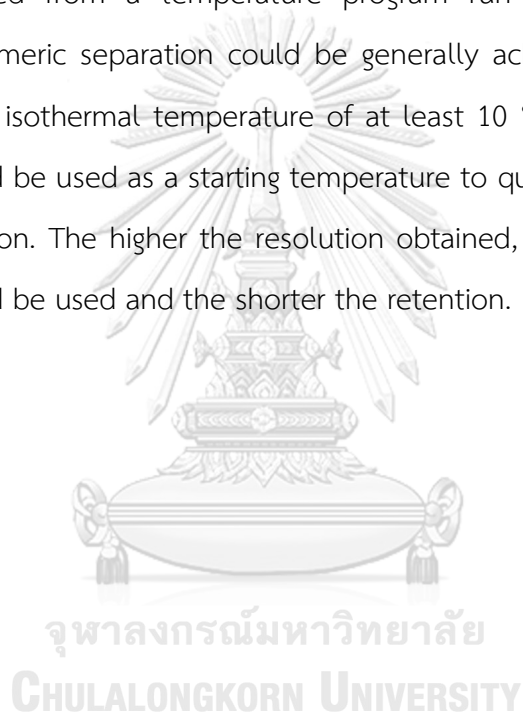 ed from a temperature program run
meric separation could be generally ac
isothermal temperature of at least 10 °
d be used as a starting temperature to qu
on. The higher the resolution obtained,
d be used and the shorter the retention.
จุฬาลงกรณ์มหาวิทยาลัย
CHULALONGKORN UNIVERSITY